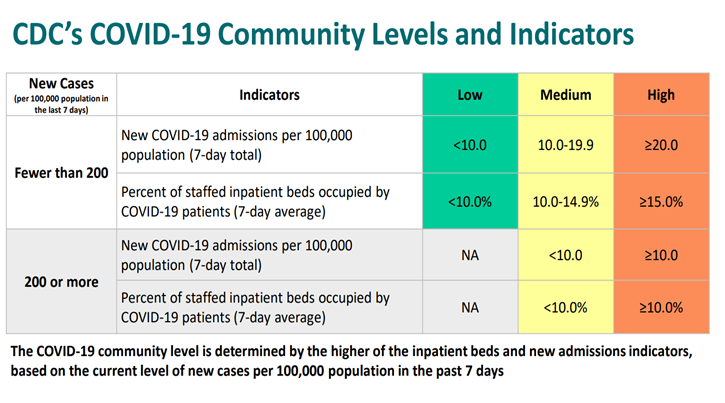 CDC's COVID-19 Community Levels and Indicators
New Cases
(per 100,000 population in
the last 7 days)
Indicators
Low
Medium
High
Fewer than 200
New COVID-19 admissions per 100,000
population (7-day total)
<10.0
10.0-19.9
≥20.0
Percent of staffed inpatient beds occupied by
COVID-19 patients (7-day average)
<10.0%
10.0-14.9%
≥15.0%
200 or more
New COVID-19 admissions per 100,000
population (7-day total)
NA
<10.0
≥10.0
Percent of staffed inpatient beds occupied by
COVID-19 patients (7-day average)
NA
<10.0%
≥10.0%
The COVID-19 community level is determined by the higher of the inpatient beds and new admissions indicators,
based on the current level of new cases per 100,000 population in the past 7 days